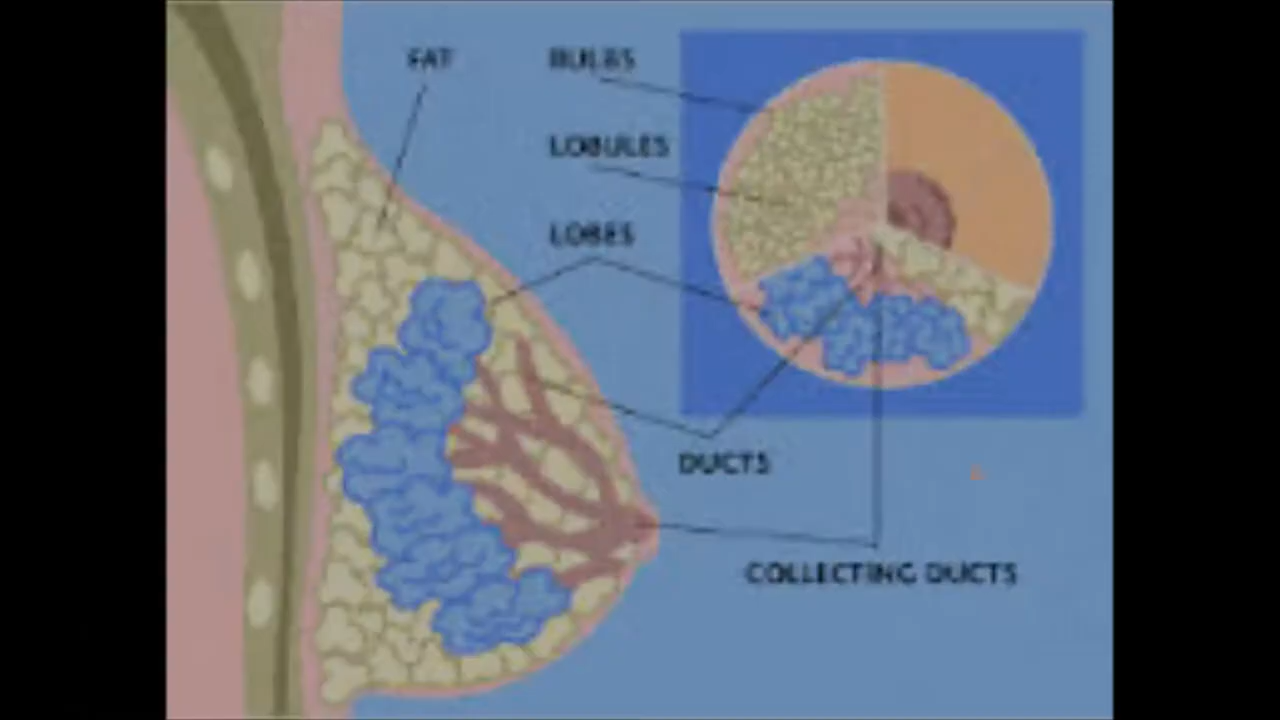 FAT
BULBS
LOBULES
LOBES
DUCTS
COLLECTING DUCTS